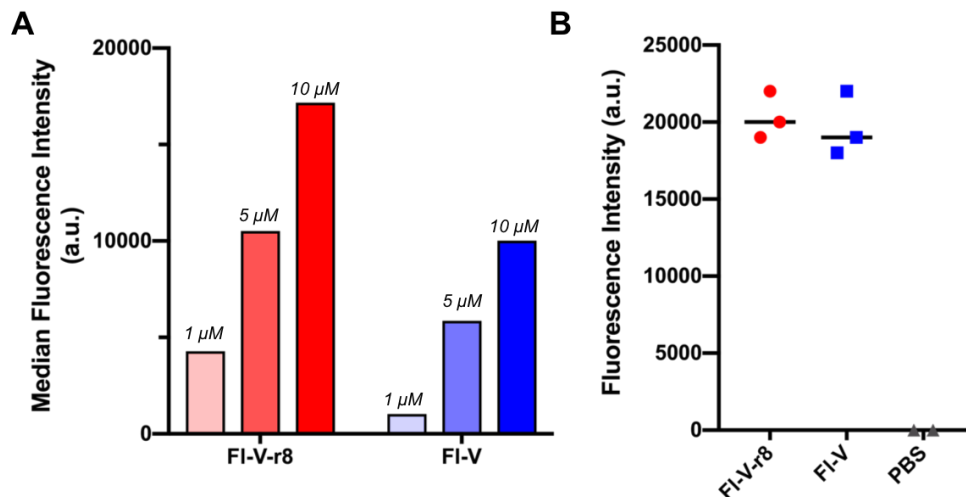 A
Median Fluorescence Intensity
(a.u.)
20000
10000
0
1 µM
5 µM
10 µM
1 µM
5 µM
10 µM
Fl-V-r8
Fl-V
B
Fluorescence Intensity (a.u.)
25000
20000
15000
10000
5000
0
Fl-V-r8
Fl-V
PBS